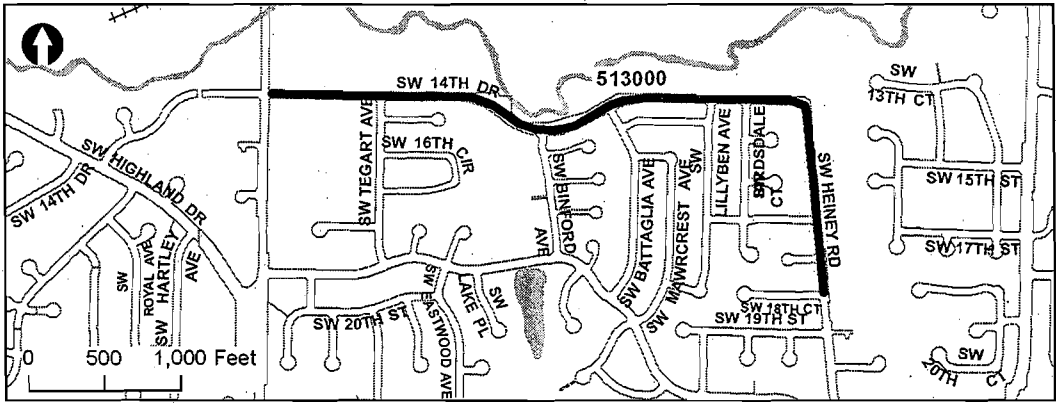 513000
SW 14TH DR
SW
13TH CT
SW 16TH
CIR
SW TEGART AVE
SW HIGHLAND DR
SW 14TH DR
SW BINFORD
AVE
SW BATTAGLIA AVE
SW MAWRCREST AVE
SW
LILLYBEN AVE
BIRDSDALE
CT
SW HEINEY RD
SW 15TH ST
SW 17TH ST
SW
ROYAL AVE
SW HARTLEY
AVE
SW 20TH ST
SW EASTWOOD AVE
SW
LAKE PL
SW 18TH CT
SW 19TH ST
SW
20TH CT
0 500 1,000 Feet